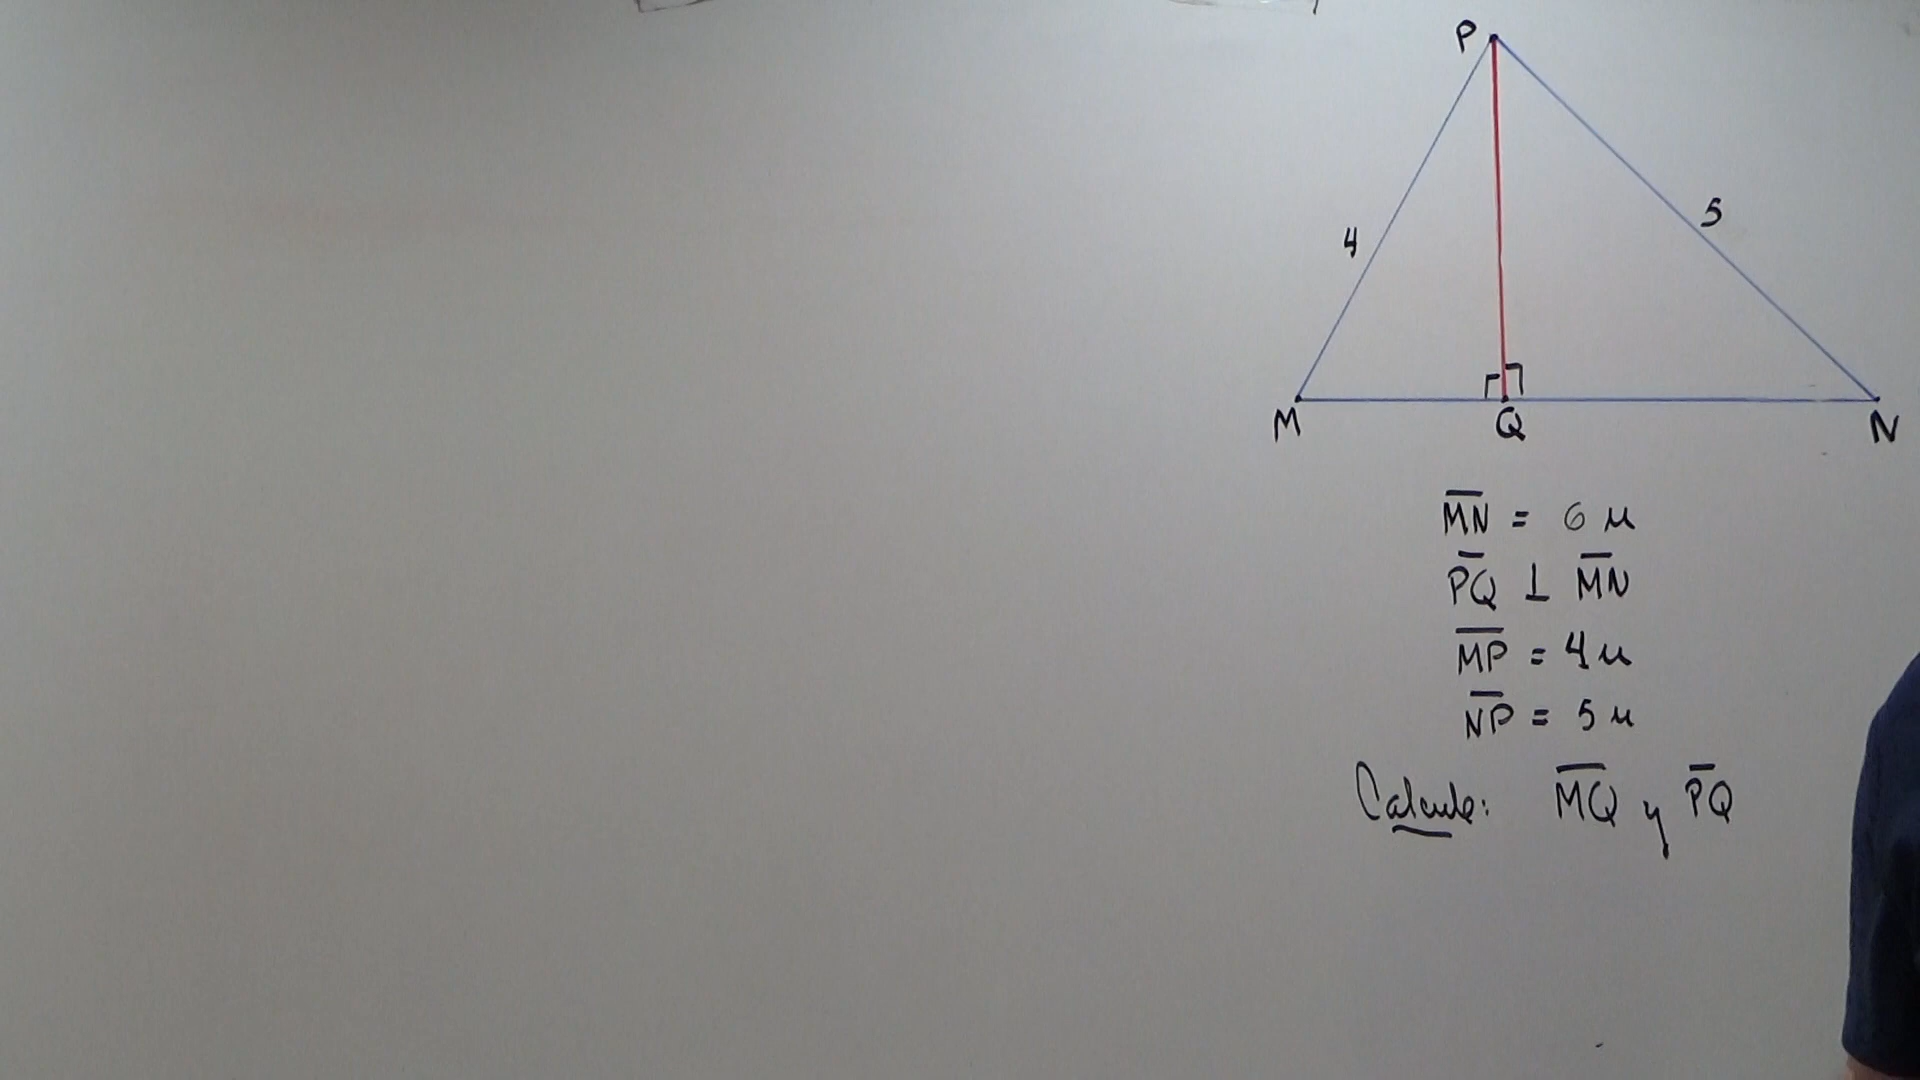 P
4
5
M
Q
N
MN = 6 u
PQ ⊥ MN
MP = 4 u
NP = 5 u
Calcule: MQ y PQ